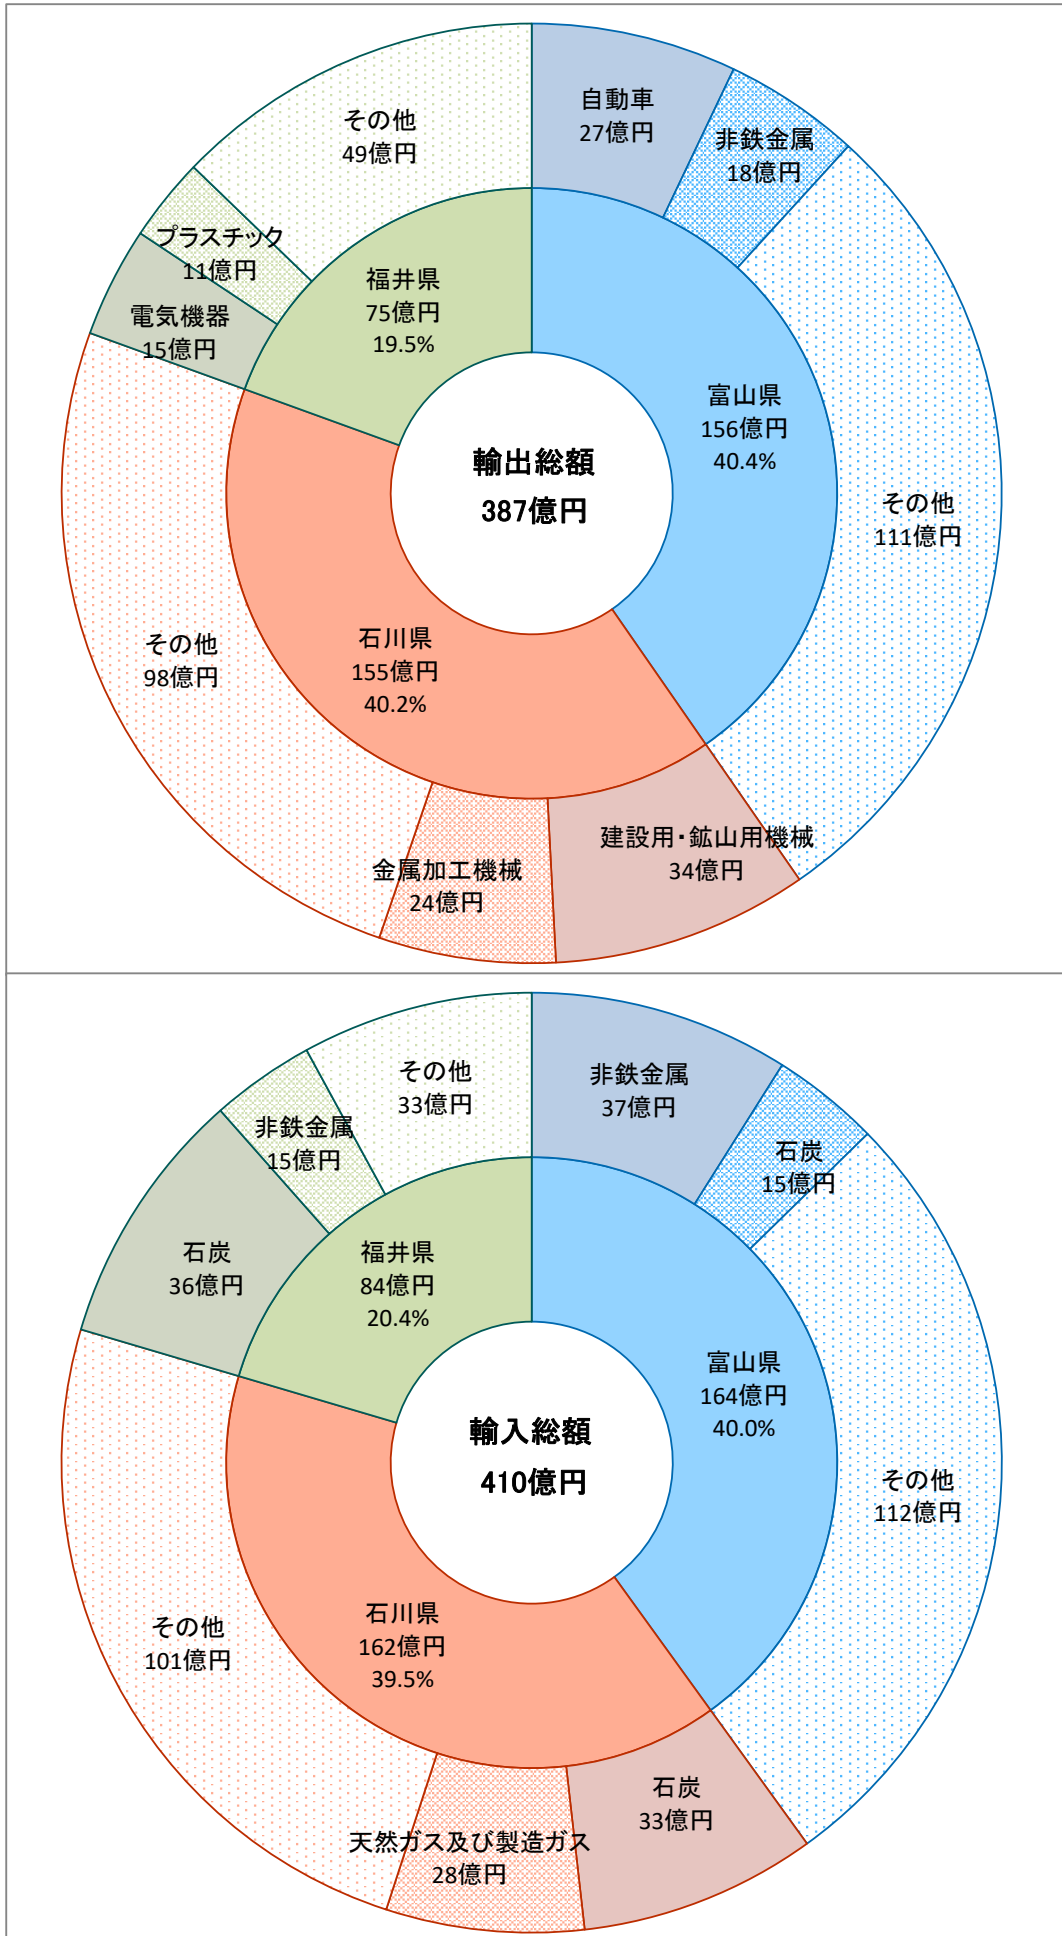 自動車
27億円
非鉄金属
18億円
その他
111億円
富山県
156億円
40.4%
建設用・鉱山用機械
34億円
金属加工機械
24億円
その他
98億円
石川県
155億円
40.2%
電気機器
15億円
プラスチック
11億円
その他
49億円
福井県
75億円
19.5%
輸出総額
387億円
非鉄金属
37億円
石炭
15億円
その他
112億円
富山県
164億円
40.0%
石炭
33億円
天然ガス及び製造ガス
28億円
その他
101億円
石川県
162億円
39.5%
石炭
36億円
非鉄金属
15億円
その他
33億円
福井県
84億円
20.4%
輸入総額
410億円